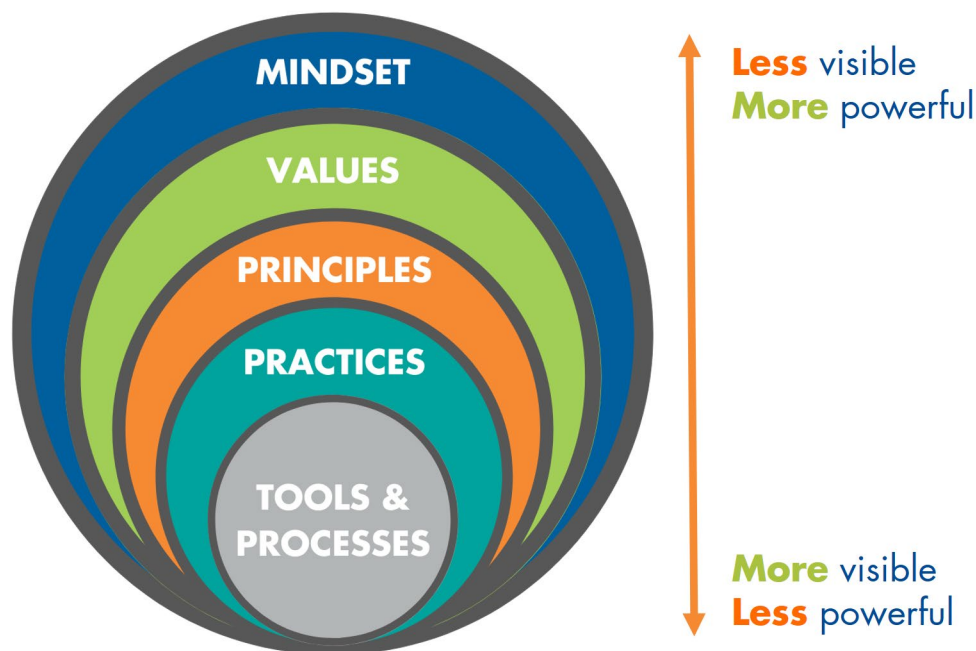 MINDSET
VALUES
PRINCIPLES
PRACTICES
TOOLS &
PROCESSES
Less visible
More powerful
More visible
Less powerful